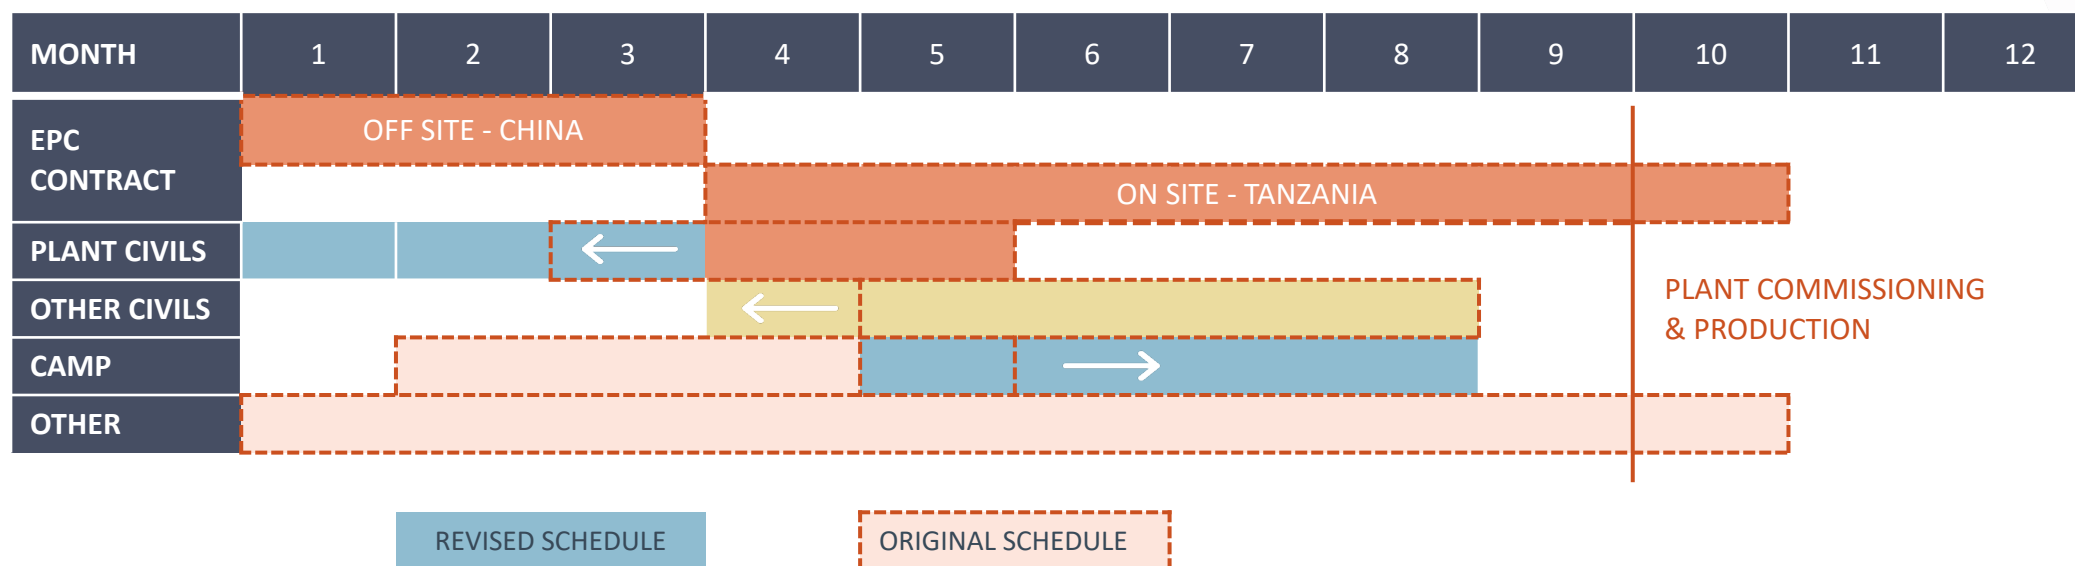 MONTH 1 2 3 4 5 6 7 8 9 10 11 12
EPC
CONTRACT
OFF SITE - CHINA
ON SITE - TANZANIA
PLANT CIVILS
OTHER CIVILS
CAMP
OTHER
PLANT COMMISSIONING
& PRODUCTION
REVISED SCHEDULE
ORIGINAL SCHEDULE